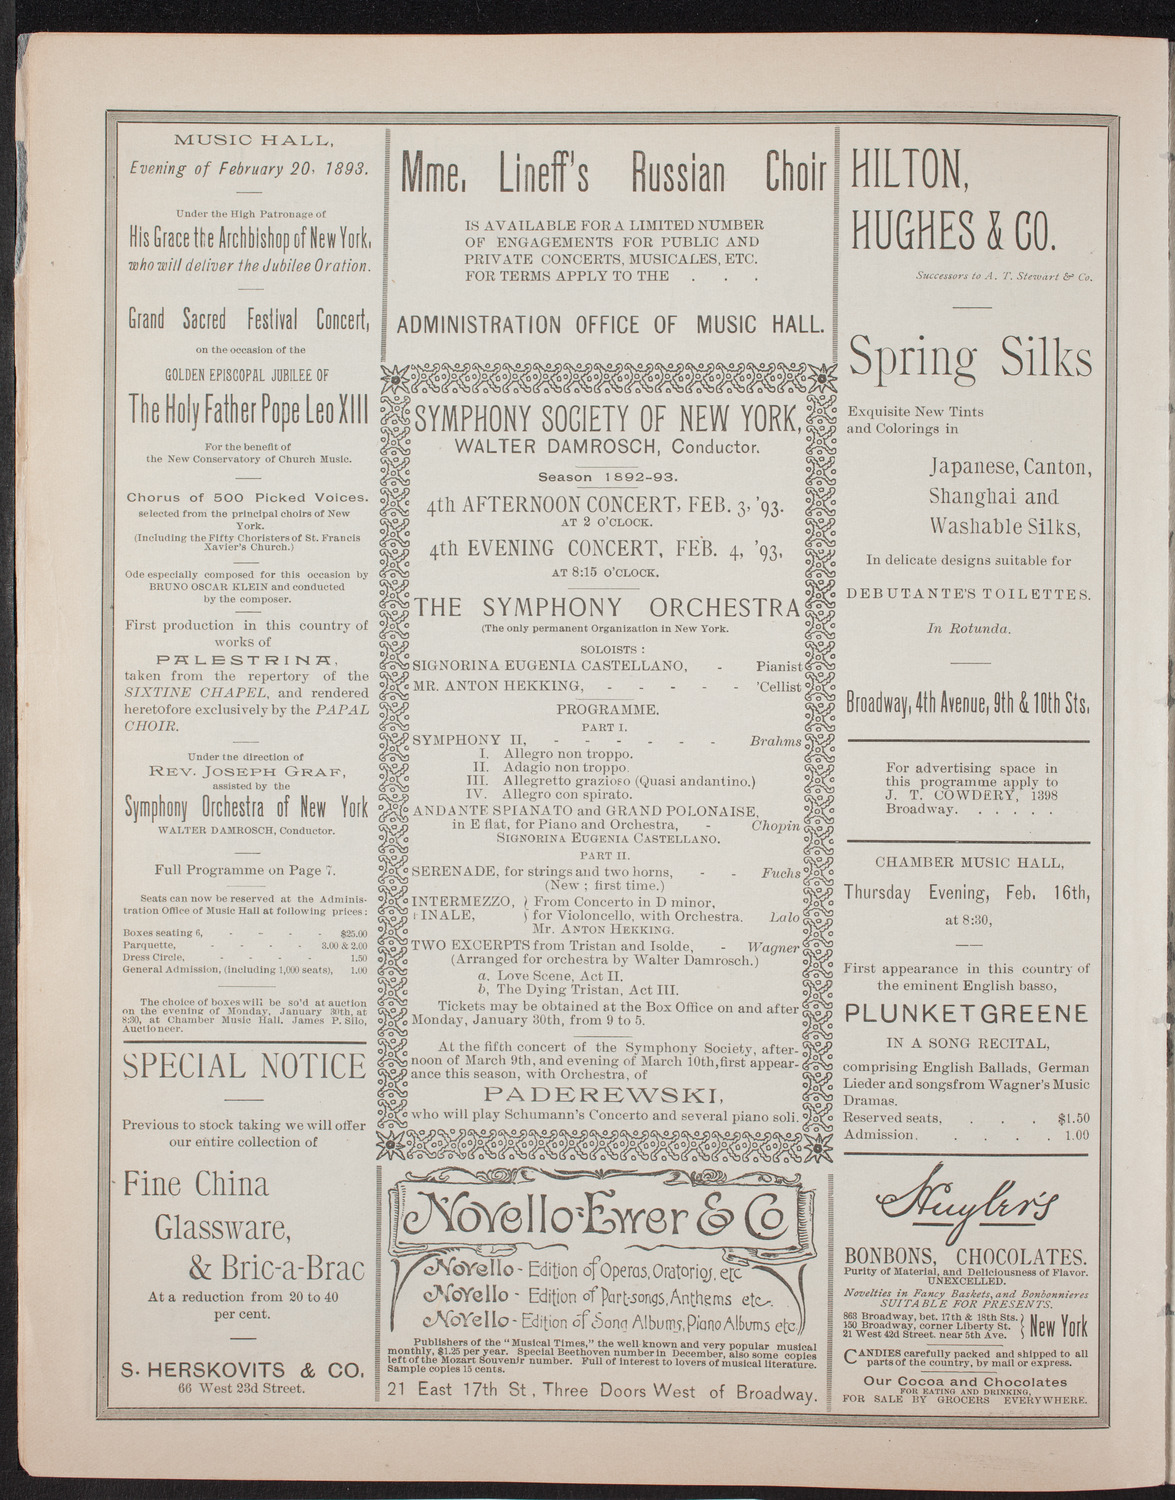 MUSIC HALL,
Evening of February 20, 1893.
Under the High Patronage of
His Grace the Archbishop of New York,
who will deliver the Jubilee Oration.
Grand Sacred Festival Concert,
on the occasion of the
GOLDEN EPISCOPAL JUBILEE OF
The Holy Father Pope Leo XIII
For the benefit of
the New Conservatory of Church Music.
Chorus of 500 Picked Voices.
selected from the principal choirs of New
York.
(Including the Fifty Choristers of St. Francis
Xavier's Church.)
Ode especially composed for this occasion by
BRUNO OSCAR KLEIN and conducted
by the composer.
First production in this country of
works of
PALESTRINA,
taken from the repertory of the
SIXTINE CHAPEL, and rendered
heretofore exclusively by the PAPAL
CHOIR.
Under the direction of
REV. JOSEPH GRAF,
assisted by the
Symphony Orchestra of New York
WALTER DAMROSCH, Conductor.
Full Programme on Page 7.
Seats can now be reserved at the Adminis-
tration Office of Music Hall at following prices:
Boxes seating 6, - - - - $25.00
Parquette, - - - - 3.00 & 2.00
Dress Circle, - - - - 1.50
General Admission, (including 1,000 seats), 1.00
The choice of boxes will be so'd at auction
on the evening of Monday, January 30th, at
8:30, at Chamber Music Hall. James P. Silo,
Auctioneer.
SPECIAL NOTICE
Previous to stock taking we will offer
our entire collection of
Fine China
Glassware,
& Bric-a-Brac
At a reduction from 20 to 40
per cent.
S. HERSKOVITS & CO.
66 West 23d Street.
Mme. Lineff's Russian Choir
IS AVAILABLE FOR A LIMITED NUMBER
OF ENGAGEMENTS FOR PUBLIC AND
PRIVATE CONCERTS, MUSICALES, ETC.
FOR TERMS APPLY TO THE . . .
ADMINISTRATION OFFICE OF MUSIC HALL.
SYMPHONY SOCIETY OF NEW YORK,
WALTER DAMROSCH, Conductor.
Season 1892-93.
4th AFTERNOON CONCERT, FEB. 3, '93.
AT 2 O'CLOCK.
4th EVENING CONCERT, FEB. 4, '93,
AT 8:15 O'CLOCK.
THE SYMPHONY ORCHESTRA
(The only permanent Organization in New York.
SOLOISTS :
SIGNORINA EUGENIA CASTELLANO, - Pianist
MR. ANTON HEKKING, - - - - - 'Cellist
PROGRAMME.
PART I.
SYMPHONY II, - - - - - - Brahms
I. Allegro non troppo.
II. Adagio non troppo.
III. Allegretto grazioso (Quasi andantino.)
IV. Allegro con spirato.
ANDANTE SPIANATO and GRAND POLONAISE,
in E flat, for Piano and Orchestra, - Chopin
SIGNORINA EUGENIA CASTELLANO.
PART II.
SERENADE, for strings and two horns, - - Fuchs
(New ; first time.)
INTERMEZZO, } From Concerto in D minor,
FINALE, } for Violoncello, with Orchestra. Lalo
Mr. ANTON HEKKING.
TWO EXCERPTS from Tristan and Isolde, - Wagner
(Arranged for orchestra by Walter Damrosch.)
a. Love Scene, Act II.
b, The Dying Tristan, Act III.
Tickets may be obtained at the Box Office on and after
Monday, January 30th, from 9 to 5.
At the fifth concert of the Symphony Society, after-
noon of March 9th, and evening of March 10th, first appear-
ance this season, with Orchestra, of
PADEREWSKI,
who will play Schumann's Concerto and several piano soli.
Novello-Ewer & Co
Novello - Edition of Operas, Oratorios, etc
Novello - Edition of Part-songs, Anthems etc.
Novello - Edition of Song Albums, Piano Albums etc.
Publishers of the "Musical Times," the well known and very popular musical
monthly, $1.25 per year. Special Beethoven number in December, also some copies
left of the Mozart Souvenir number. Full of interest to lovers of musical literature.
Sample copies 15 cents.
21 East 17th St, Three Doors West of Broadway.
HILTON,
HUGHES & CO.
Successors to A. T. Stewart & Co.
Spring Silks
Exquisite New Tints
and Colorings in
Japanese, Canton,
Shanghai and
Washable Silks,
In delicate designs suitable for
DEBUTANTE'S TOILETTES.
In Rotunda.
Broadway, 4th Avenue, 9th & 10th Sts.
For advertising space in
this programme apply to
J. T. COWDERY, 1398
Broadway. . . . . .
CHAMBER MUSIC HALL,
Thursday Evening, Feb. 16th,
at 8:30,
First appearance in this country of
the eminent English basso,
PLUNKET GREENE
IN A SONG RECITAL,
comprising English Ballads, German
Lieder and songs from Wagner's Music
Dramas.
Reserved seats, . . . $1.50
Admission. . . . . 1.00
Huyler's
BONBONS, CHOCOLATES.
Purity of Material, and Deliciousness of Flavor.
UNEXCELLED.
Novelties in Fancy Baskets, and Bonbonnieres
SUITABLE FOR PRESENTS.
863 Broadway, bet. 17th & 18th Sts.
150 Broadway, corner Liberty St. } New York
21 West 42d Street. near 5th Ave.
CANDIES carefully packed and shipped to all
parts of the country, by mail or express.
Our Cocoa and Chocolates
FOR EATING AND DRINKING,
FOR SALE BY GROCERS EVERYWHERE.